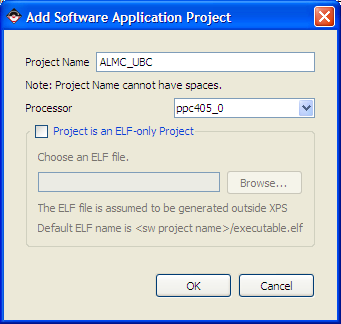 Add Software Application Project
Project Name ALMC_UBC
Note: Project Name cannot have spaces.
Processor ppc405_0
Project is an ELF-only Project
Choose an ELF file.
Browse...
The ELF file is assumed to be generated outside XPS
Default ELF name is <sw project name>/executable.elf
OK Cancel